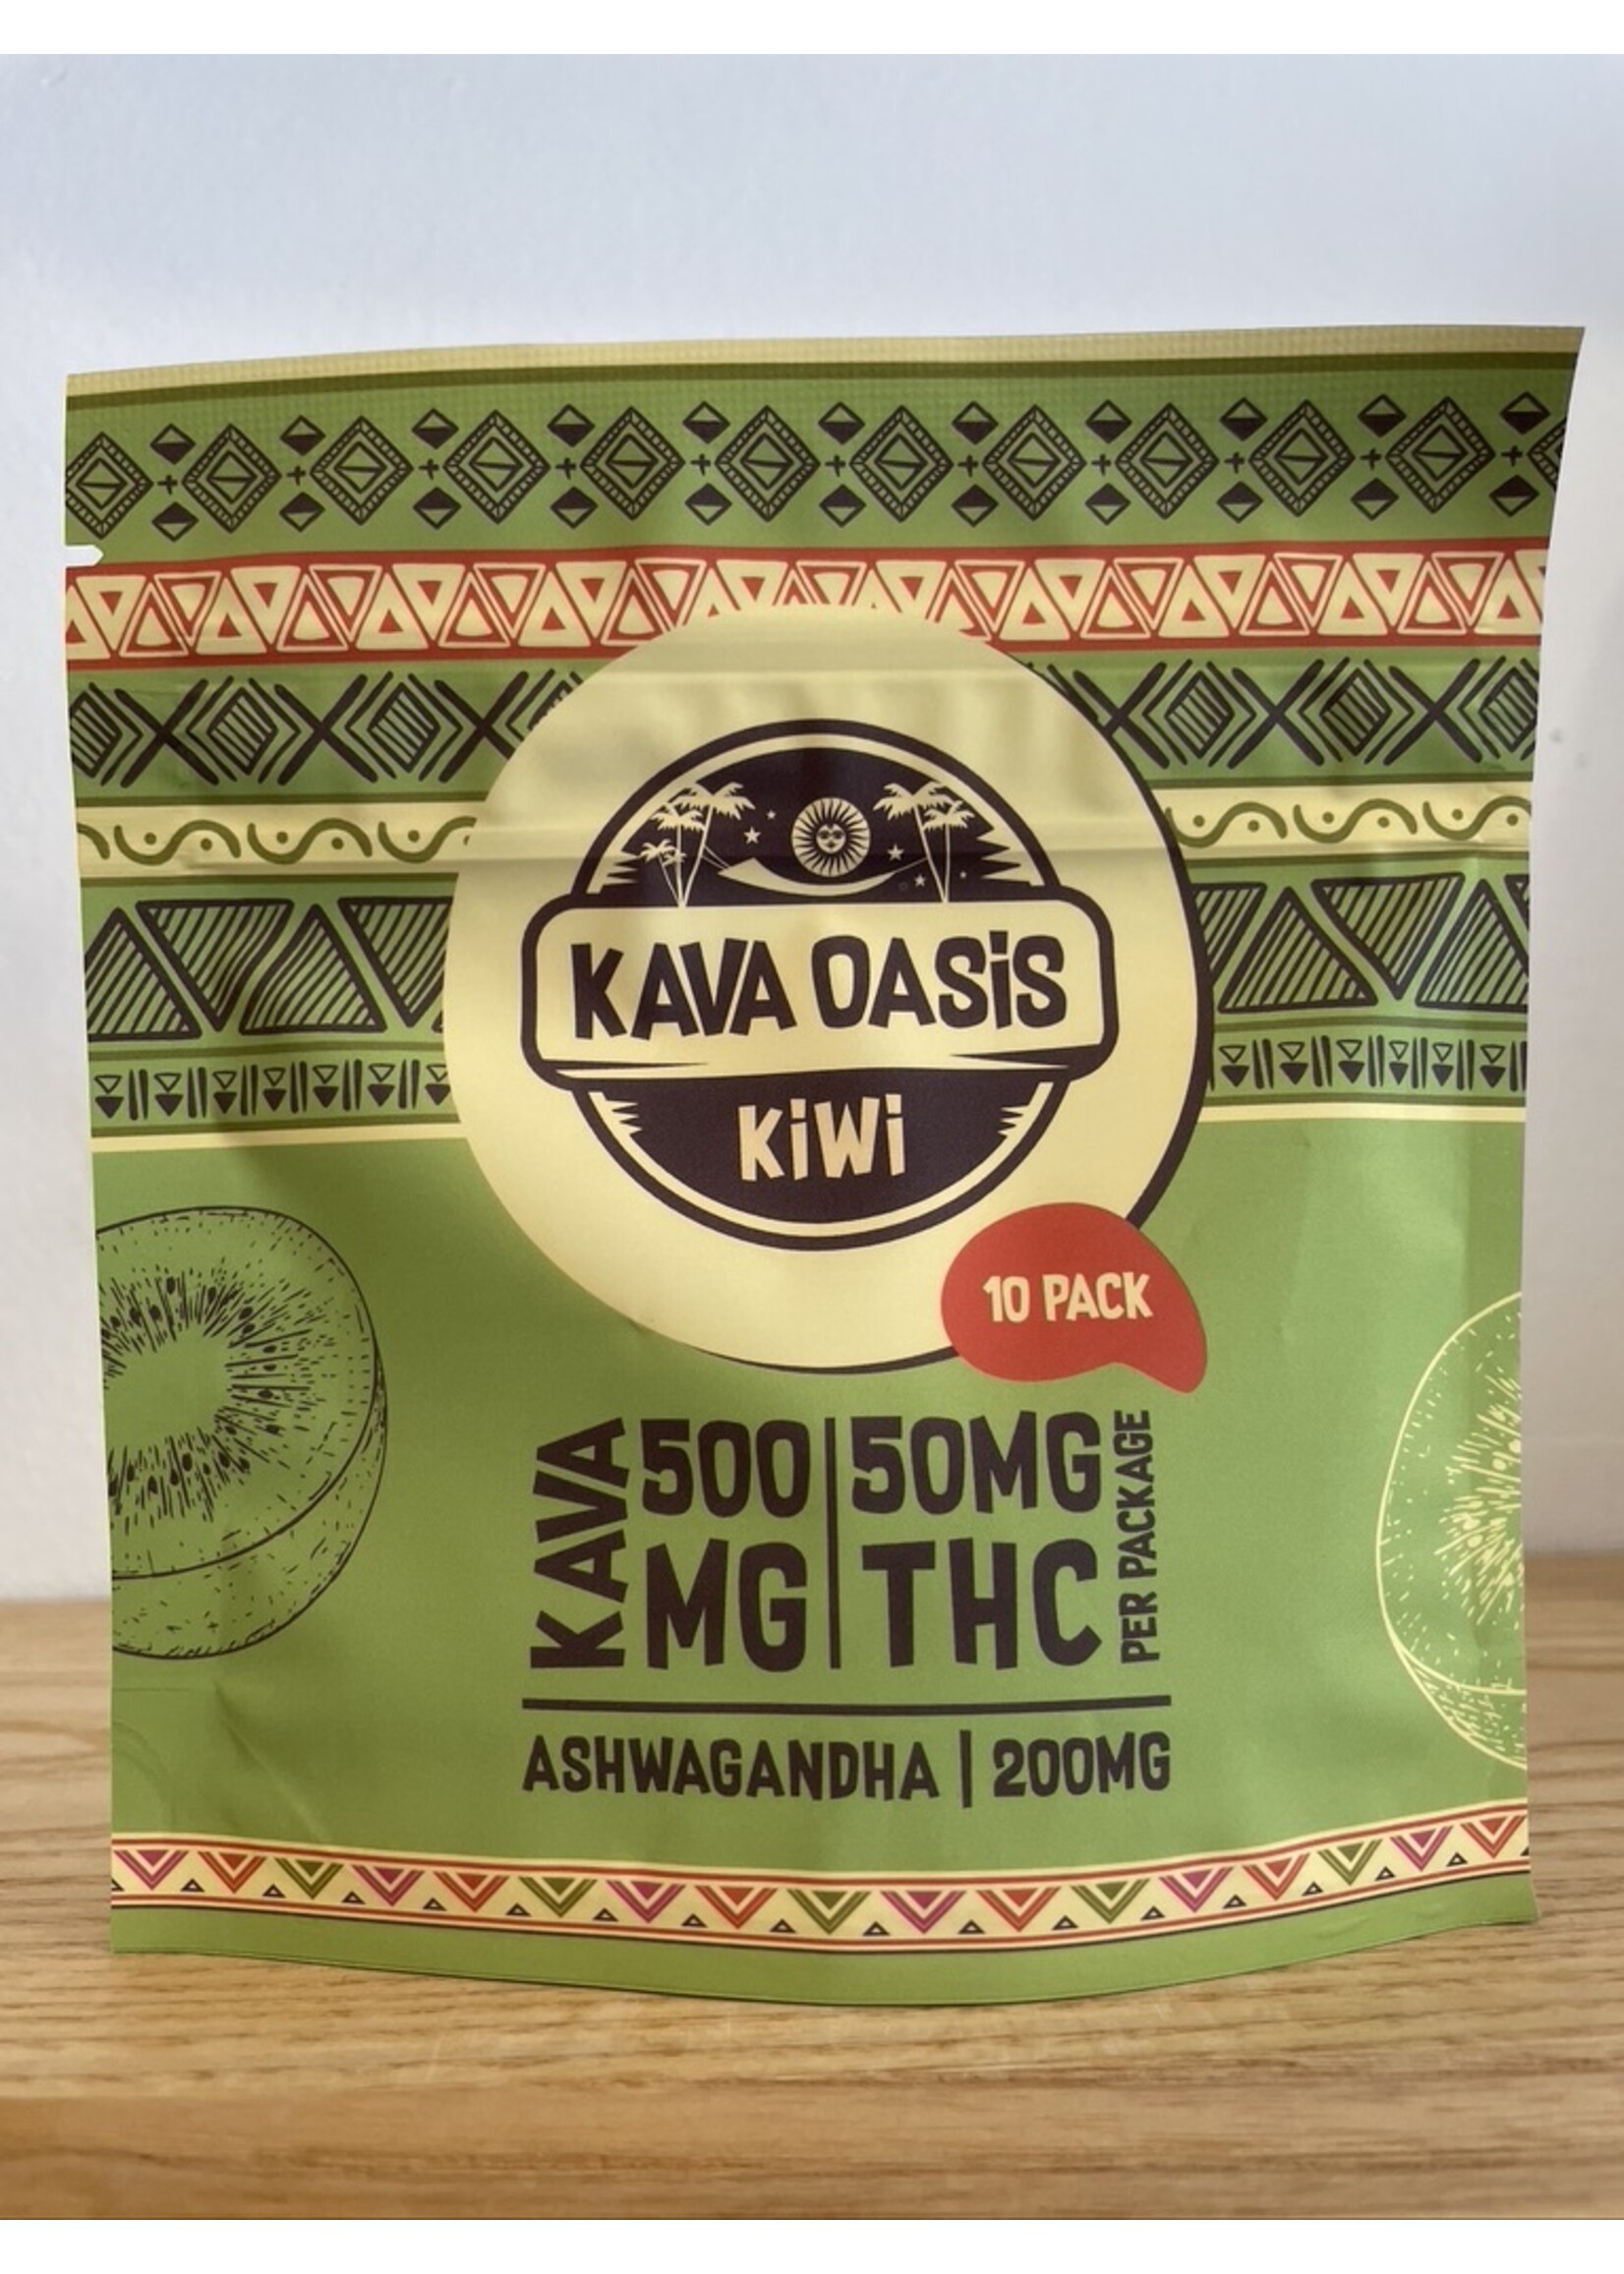 KAVA OASiS
KiWi
10 PACK
KAVA
500
MG
50MG
THC
PER PACKAGE
ASHWAGANDHA | 200MG